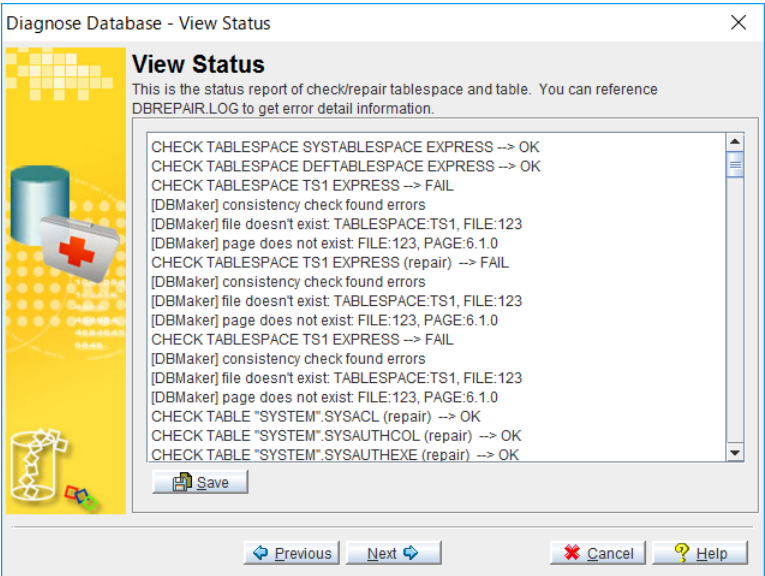 Diagnose Database - View Status
View Status
This is the status report of check/repair tablespace and table. You can reference
DBREPAIR.LOG to get error detail information.
CHECK TABLESPACE SYSTABLESPACE EXPRESS --> OK
CHECK TABLESPACE DEFTABLESPACE EXPRESS --> OK
CHECK TABLESPACE TS1 EXPRESS --> FAIL
[DBMaker] consistency check found errors
[DBMaker] file doesn't exist: TABLESPACE:TS1, FILE:123
[DBMaker] page does not exist: FILE:123, PAGE:6.1.0
CHECK TABLESPACE TS1 EXPRESS (repair) --> FAIL
[DBMaker] consistency check found errors
[DBMaker] file doesn't exist: TABLESPACE:TS1, FILE:123
[DBMaker] page does not exist: FILE:123, PAGE:6.1.0
CHECK TABLESPACE TS1 EXPRESS --> FAIL
[DBMaker] consistency check found errors
[DBMaker] file doesn't exist: TABLESPACE:TS1, FILE:123
[DBMaker] page does not exist: FILE:123, PAGE:6.1.0
CHECK TABLE "SYSTEM".SYSACL (repair) --> OK
CHECK TABLE "SYSTEM".SYSAUTHCOL (repair) --> OK
CHECK TABLE "SYSTEM".SYSAUTHEXE (repair) --> OK
Save
Previous Next Cancel Help